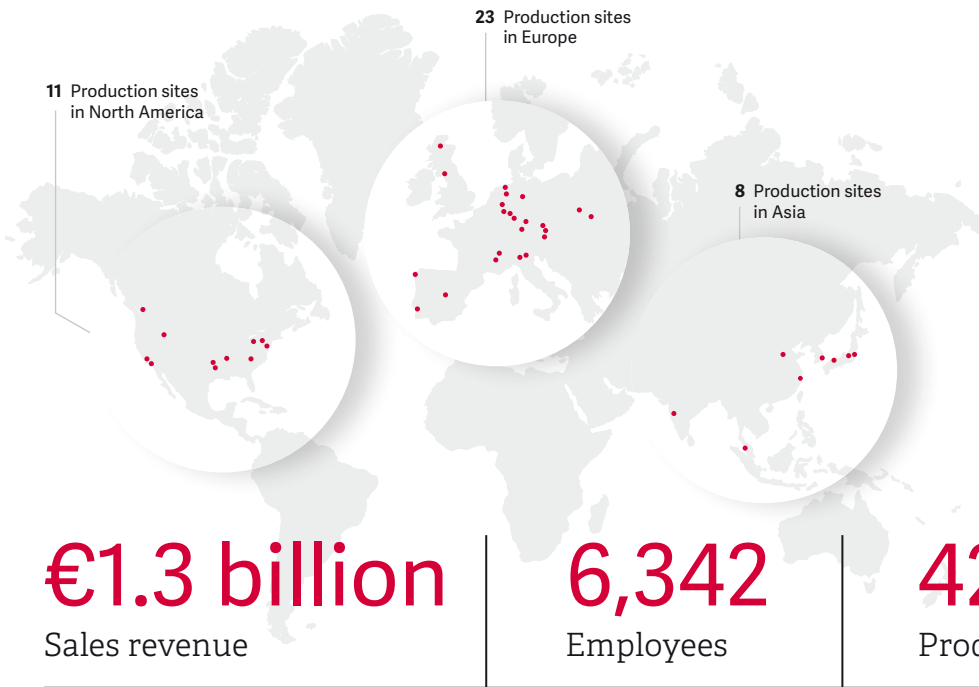 23 Production sites
in Europe
11 Production sites
in North America
8 Production sites
in Asia
€1.3 billion
Sales revenue
6,342
Employees